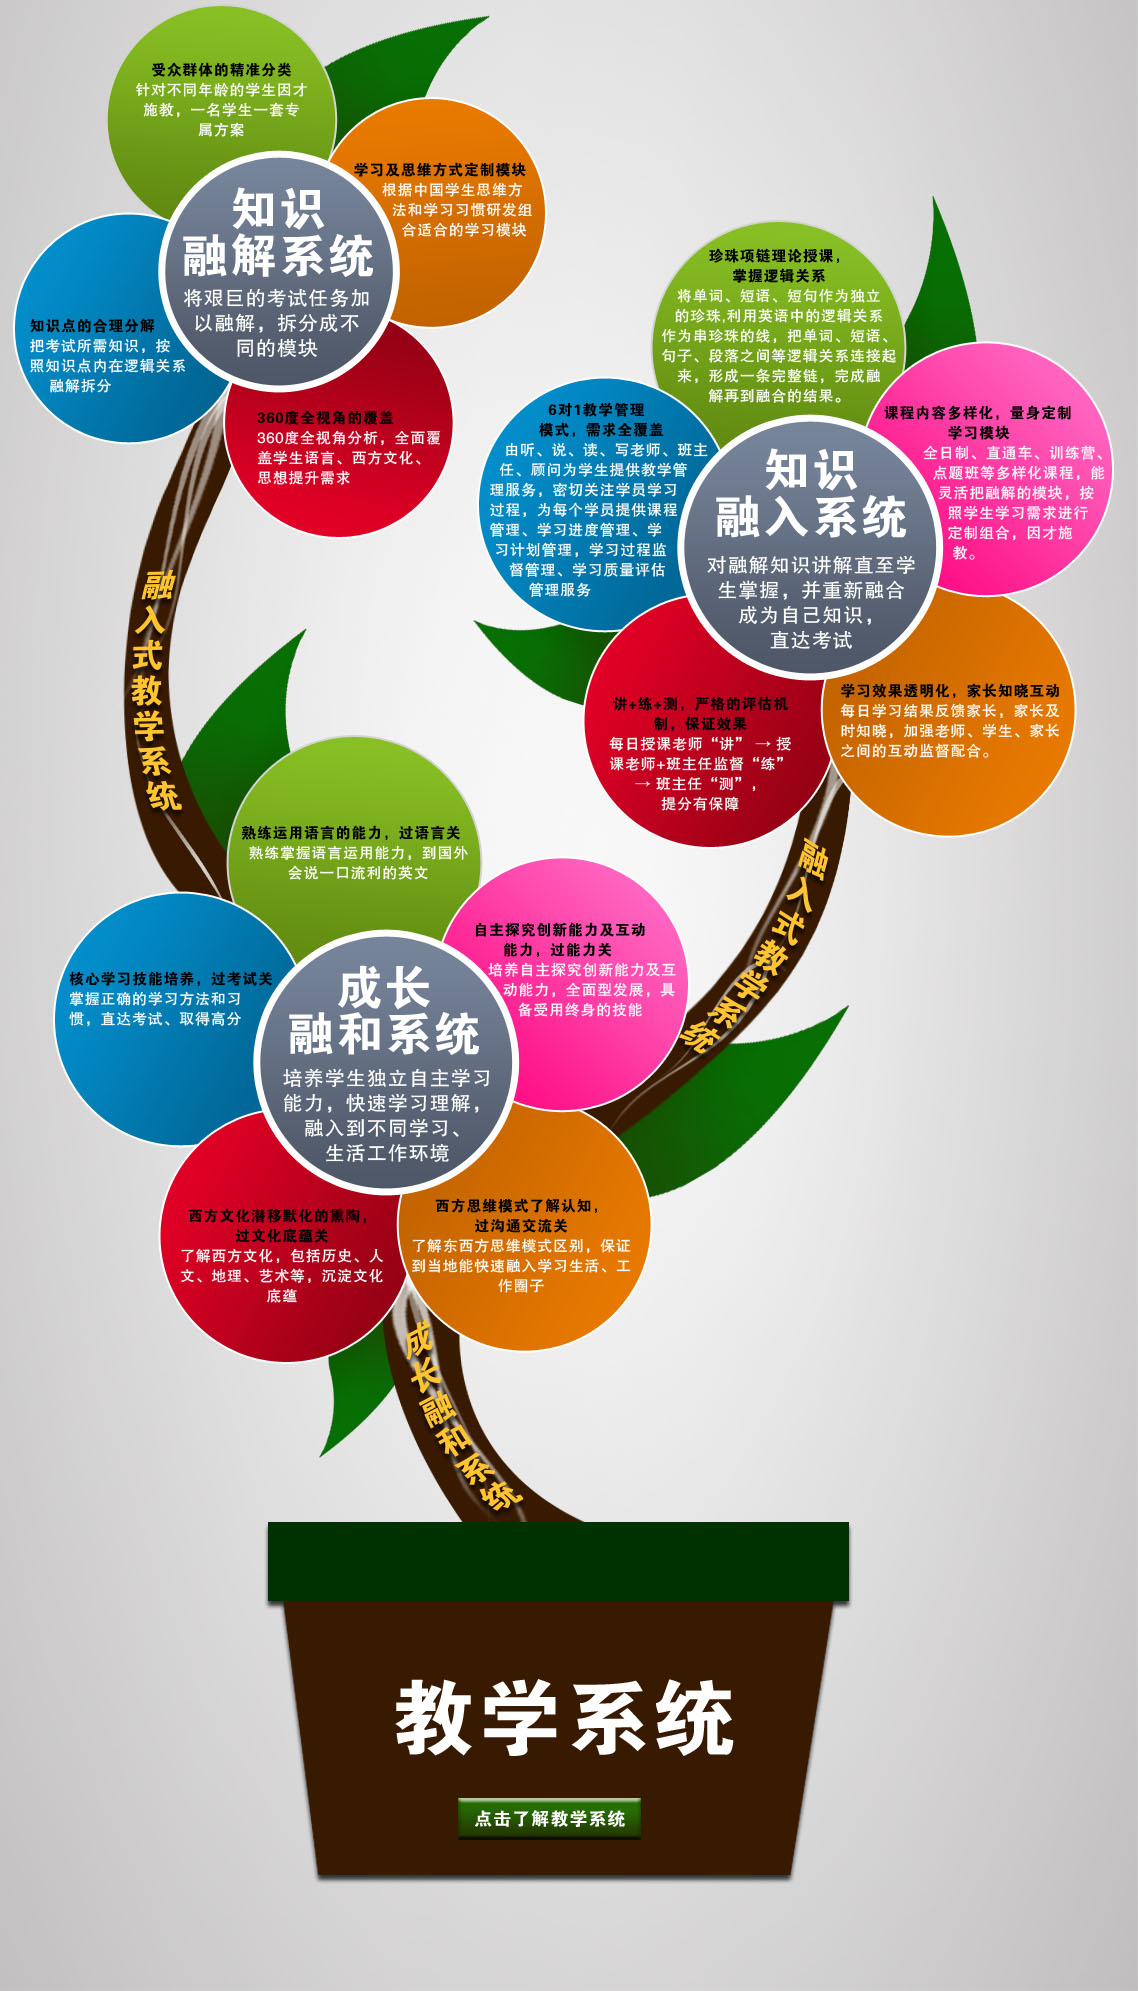 受众群体的精准分类
针对不同年龄的学生因才
施教，一名学生一套专
属方案
学习及思维方式定制模块
根据中国学生思维方
法和学习习惯研发组
合适合的学习模块
知识
融解系统
将艰巨的考试任务加
以融解，拆分成不
同的模块
知识点的合理分解
把考试所需知识，按
照知识点内在逻辑关系
融解拆分
360度全视角的覆盖
360度全视角分析，全面覆
盖学生语言、西方文化、
思想提升需求
融入式教学系统
珍珠项链理论授课，
掌握逻辑关系
将单词、短语、短句作为独立
的珍珠,利用英语中的逻辑关系
作为串珍珠的线，把单词、短语、
句子、段落之间等逻辑关系连接起
来，形成一条完整链，完成融
解再到融合的结果。
6对1教学管理
模式，需求全覆盖
由听、说、读、写老师、班主
任、顾问为学生提供教学管
理服务，密切关注学员学习
过程，为每个学员提供课程
管理、学习进度管理、学
习计划管理，学习过程监
督管理、学习质量评估
管理服务
课程内容多样化，量身定制
学习模块
全日制、直通车、训练营、
点题班等多样化课程，能
灵活把融解的模块，按
照学生学习需求进行
定制组合，因才施
教。
知识
融入系统
对融解知识讲解直至学
生掌握，并重新融合
成为自己知识，
直达考试
讲+练+测，严格的评估机
制，保证效果
每日授课老师“讲” → 授
课老师+班主任监督“练”
→ 班主任“测”，
提分有保障
学习效果透明化，家长知晓互动
每日学习结果反馈家长，家长及
时知晓，加强老师、学生、家长
之间的互动监督配合。
融入式教学系统
熟练运用语言的能力，过语言关
熟练掌握语言运用能力，到国外
会说一口流利的英文
自主探究创新能力及互动
能力，过能力关
培养自主探究创新能力及互
动能力，全面型发展，具
备受用终身的技能
核心学习技能培养，过考试关
掌握正确的学习方法和习
惯，直达考试、取得高分
成长
融和系统
培养学生独立自主学习
能力，快速学习理解，
融入到不同学习、
生活工作环境
西方文化潜移默化的熏陶，
过文化底蕴关
了解西方文化，包括历史、人
文、地理、艺术等，沉淀文化
底蕴
西方思维模式了解认知，
过沟通交流关
了解东西方思维模式区别，保证
到当地能快速融入学习生活、工
作圈子
成长融和系统
教学系统
点击了解教学系统